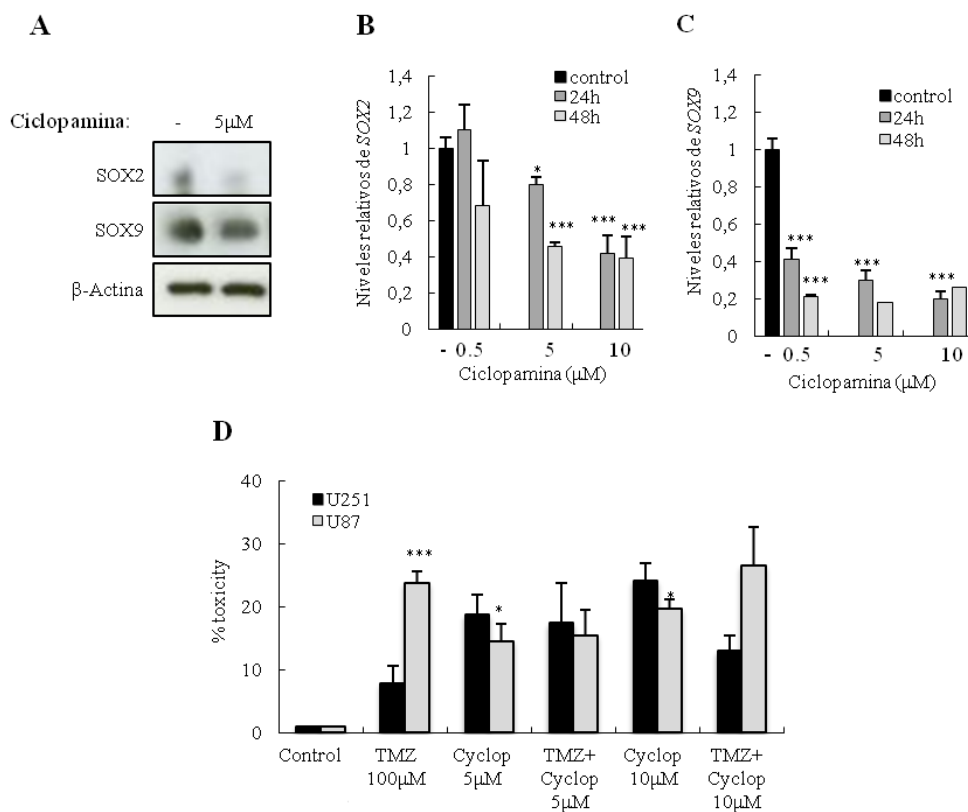 A
Ciclopamina: - 5µM
SOX2
SOX9
β-Actina
B
Niveles relativos de SOX2
1,4
1,2
1
0,8
0,6
0,4
0,2
0
control
24h
48h
*
***
***
***
- 0.5 5 10
Ciclopamina (µM)
C
Niveles relativos de SOX9
1,4
1,2
1
0,8
0,6
0,4
0,2
0
control
24h
48h
***
***
***
***
- 0.5 5 10
Ciclopamina (µM)
D
% toxicity
40
30
20
10
0
U251
U87
***
*
*
Control
TMZ
100µM
Cyclop
5µM
TMZ+
Cyclop
5µM
Cyclop
10µM
TMZ+
Cyclop
10µM